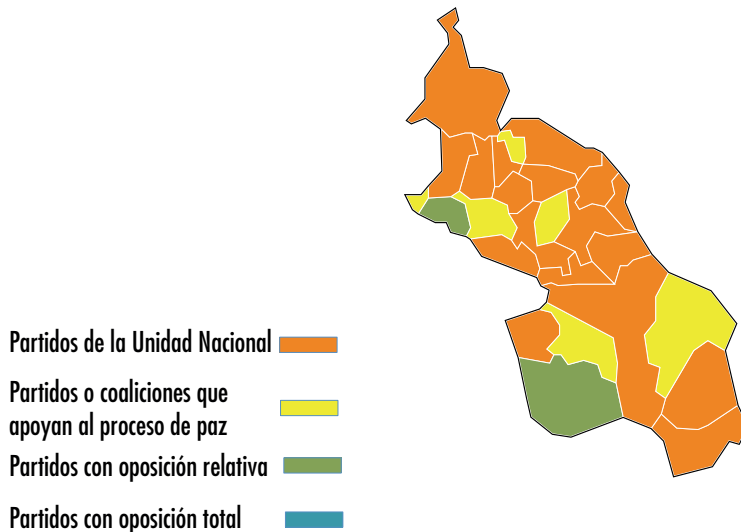 Partidos de la Unidad Nacional
Partidos o coaliciones que
apoyan al proceso de paz
Partidos con oposición relativa
Partidos con oposición total